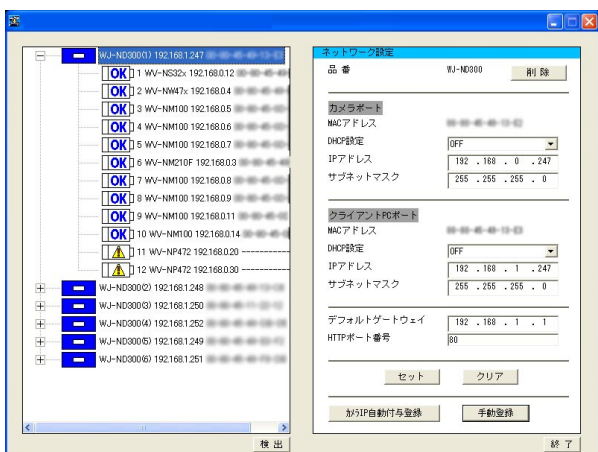 WJ-ND300(1) 192.168.1.247
OK 1 WV-NS32x 192.168.0.12
OK 2 WV-NW47x 192.168.0.4
OK 3 WV-NM100 192.168.0.5
OK 4 WV-NM100 192.168.0.6
OK 5 WV-NM100 192.168.0.7
OK 6 WV-NM210F 192.168.0.3
OK 7 WV-NM100 192.168.0.8
OK 8 WV-NM100 192.168.0.9
OK 9 WV-NM100 192.168.0.11
OK 10 WV-NM100 192.168.0.14
11 WV-NP472 192.168.0.20 ----------
12 WV-NP472 192.168.0.30 ----------
WJ-ND300(2) 192.168.1.248
WJ-ND300(3) 192.168.1.250
WJ-ND300(4) 192.168.1.252
WJ-ND300(5) 192.168.1.249
WJ-ND300(6) 192.168.1.251
検 出
ネットワーク設定
品 番 WJ-ND300 削 除
カメラポート
MACアドレス
DHCP設定 OFF
IPアドレス 192 . 168 . 0 . 247
サブネットマスク 255 . 255 . 255 . 0
クライアントPCポート
MACアドレス
DHCP設定 OFF
IPアドレス 192 . 168 . 1 . 247
サブネットマスク 255 . 255 . 255 . 0
デフォルトゲートウェイ 192 . 168 . 1 . 1
HTTPポート番号 80
セット クリア
カメラIP自動付与登録 手動登録
終 了